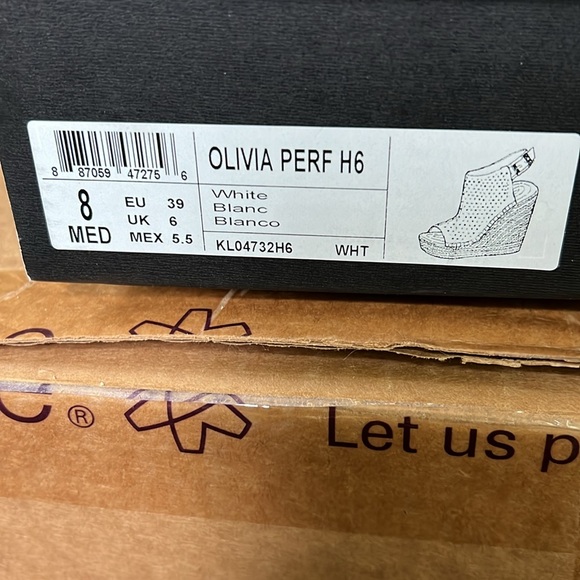 8 87059 47275 6
8
MED
EU 39
UK 6
MEX 5.5
OLIVIA PERF H6
White
Blanc
Blanco
KL04732H6 WHT
C®
Let us p